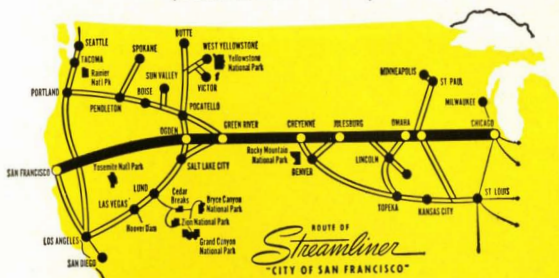 SEATTLE
TACOMA
Rainier
Nat'l Pk
PORTLAND
SPOKANE
PENDLETON
BOISE
SUN VALLEY
BUTTE
WEST YELLOWSTONE
Yellowstone
National Park
VICTOR
POCATELLO
OGDEN
GREEN RIVER
SALT LAKE CITY
SAN FRANCISCO
Yosemite Nat'l Park
LUND
Cedar
Breaks
Bryce Canyon
National Park
Zion National Park
Grand Canyon
National Park
LAS VEGAS
Hoover Dam
LOS ANGELES
SAN DIEGO
CHEYENNE
JULESBURG
Rocky Mountain
National Park
DENVER
OMAHA
LINCOLN
MINNEAPOLIS
ST PAUL
MILWAUKEE
CHICAGO
TOPEKA
KANSAS CITY
ST LOUIS
ROUTE OF
Streamliner
"CITY OF SAN FRANCISCO"